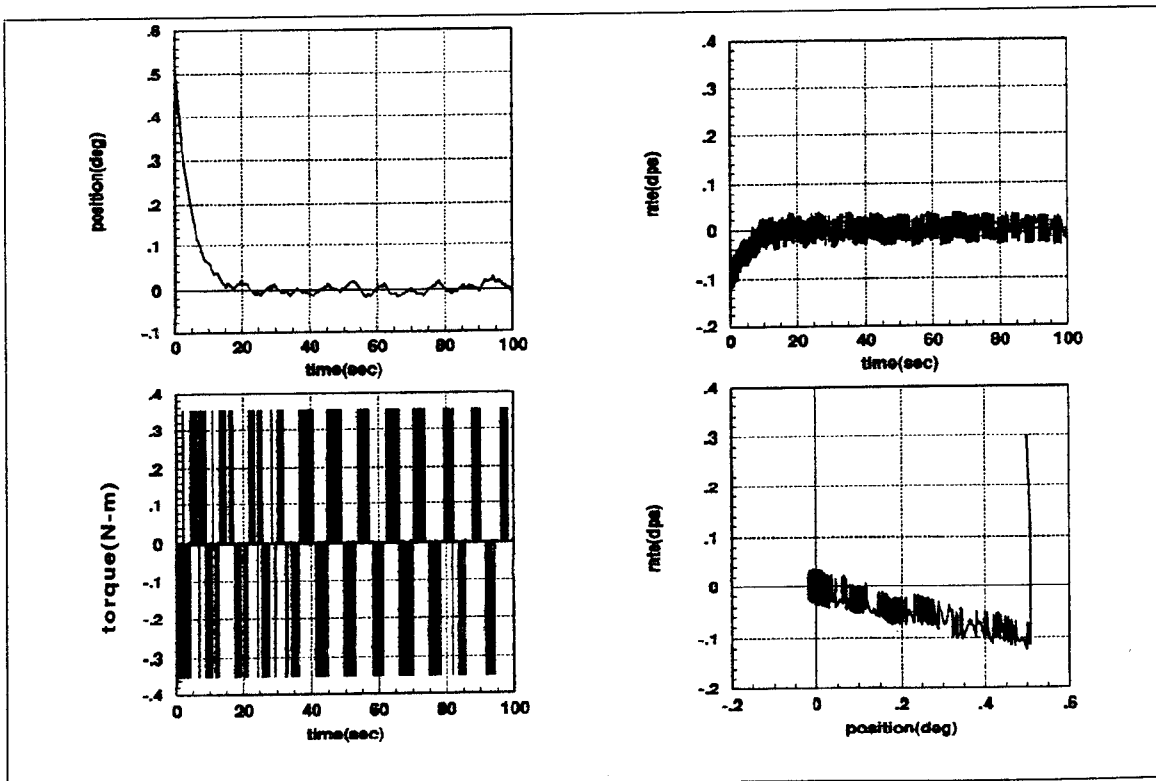 .6
.5
.4
.3
.2
.1
0
-.1
position(deg)
0 20 40 60 80 100
time(sec)
.4
.3
.2
.1
0
-.1
-.2
rate(dps)
0 20 40 60 80 100
time(sec)
.4
.3
.2
.1
0
-.1
-.2
-.3
-.4
torque(N-m)
0 20 40 60 80 100
time(sec)
.4
.3
.2
.1
0
-.1
-.2
rate(dps)
-.2 0 .2 .4 .6
position(deg)